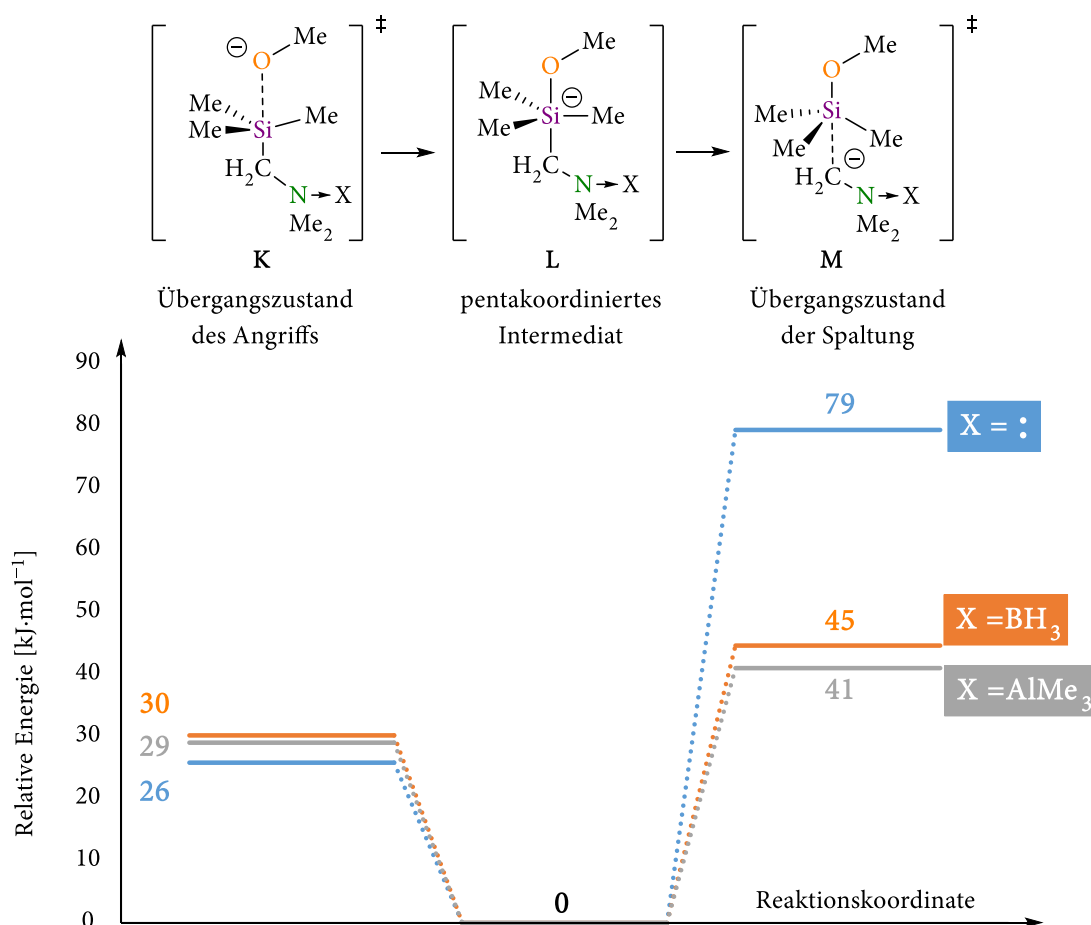 ‡ ‡
⊖ O Me
Me
Me Si Me
H₂C
N → X
Me₂
K
Me O
Me Si ⊖ Me
Me
H₂C
N → X
Me₂
L
Me
O
Me Si Me
Me
H₂C ⊖
N → X
Me₂
M
Übergangszustand
des Angriffs
pentakoordiniertes
Intermediat
Übergangszustand
der Spaltung
Relative Energie [kJ·mol⁻¹]
90
80
70
60
50
40
30
20
10
0
30
29
26
0
79
45
41
X = :
X =BH₃
X =AlMe₃
Reaktionskoordinate